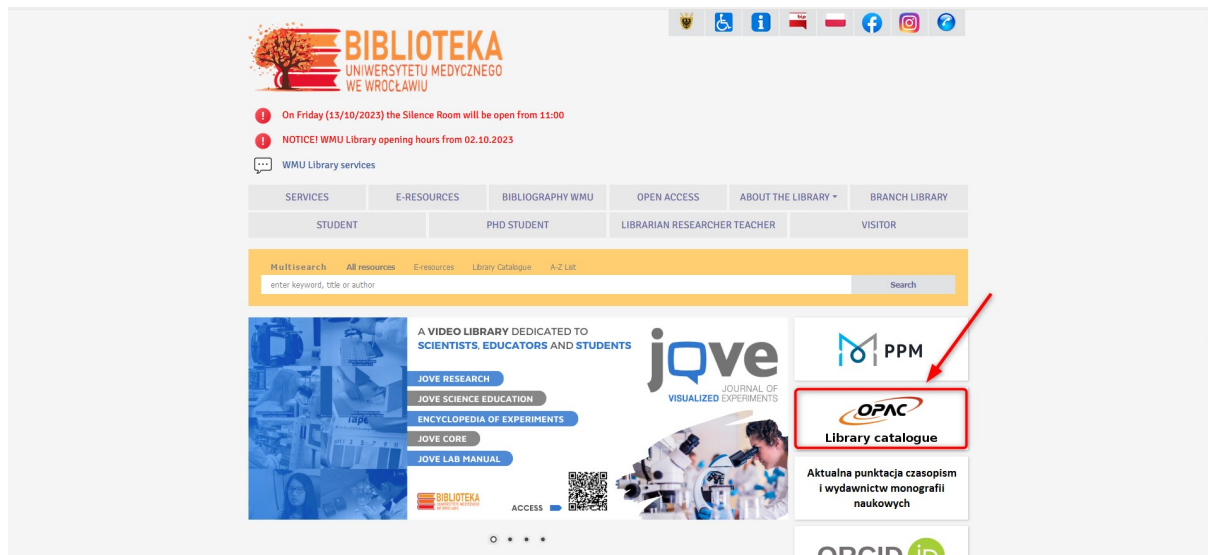 bip
BIBLIOTEKA
UNIWERSYTETU MEDYCZNEGO
WE WROCŁAWIU
On Friday (13/10/2023) the Silence Room will be open from 11:00
NOTICE! WMU Library opening hours from 02.10.2023
WMU Library services
SERVICES E-RESOURCES BIBLIOGRAPHY WMU OPEN ACCESS ABOUT THE LIBRARY BRANCH LIBRARY
STUDENT PHD STUDENT LIBRARIAN RESEARCHER TEACHER VISITOR
Multisearch All resources E-resources Library Catalogue A-Z List
enter keyword, title or author Search
A VIDEO LIBRARY DEDICATED TO
SCIENTISTS, EDUCATORS AND STUDENTS
JOVE RESEARCH
JOVE SCIENCE EDUCATION
ENCYCLOPEDIA OF EXPERIMENTS
JOVE CORE
JOVE LAB MANUAL
BIBLIOTEKA
ACCESS
jove
JOURNAL OF
VISUALIZED EXPERIMENTS
Tape
PPM
OPAC
Library catalogue
Aktualna punktacja czasopism
i wydawnictw monografii
naukowych
ORCID iD